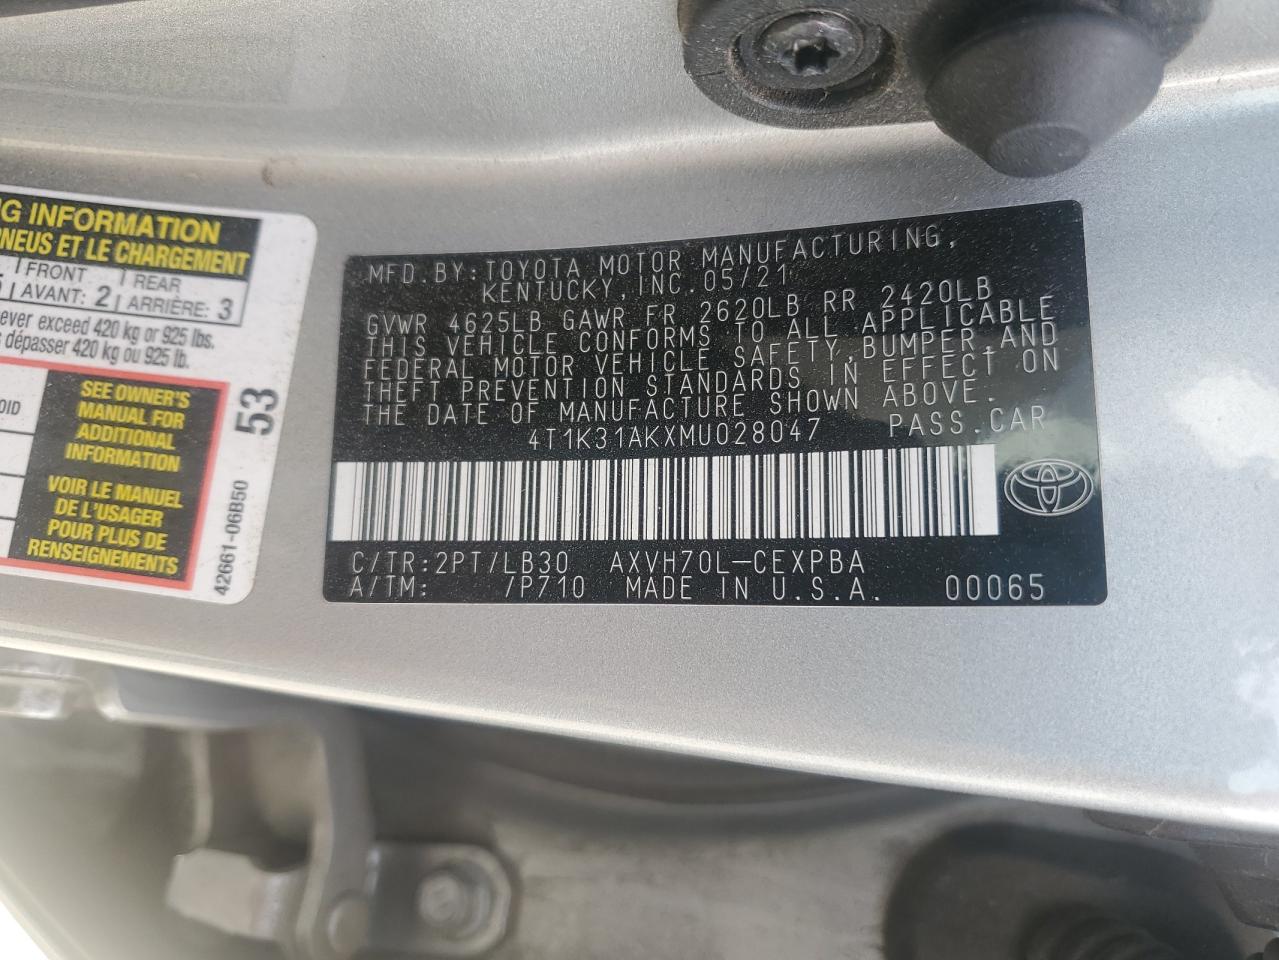 G INFORMATION
PNEUS ET LE CHARGEMENT
FRONT REAR
AVANT: 2 ARRIÈRE: 3
ever exceed 420 kg or 925 lbs.
dépasser 420 kg ou 925 lb.
OID
SEE OWNER'S
MANUAL FOR
ADDITIONAL
INFORMATION
VOIR LE MANUEL
DE L'USAGER
POUR PLUS DE
RENSEIGNEMENTS
53
42661-06B50
MFD.BY:TOYOTA MOTOR MANUFACTURING,
KENTUCKY,INC.05/21
GVWR 4625LB GAWR FR 2620LB RR 2420LB
THIS VEHICLE CONFORMS TO ALL APPLICABLE
FEDERAL MOTOR VEHICLE SAFETY,BUMPER,AND
THEFT PREVENTION STANDARDS IN EFFECT ON
THE DATE OF MANUFACTURE SHOWN ABOVE.
4T1K31AKXMU028047 PASS.CAR
C/TR:2PT/LB30 AXVH70L-CEXPBA
A/TM: /P710 MADE IN U.S.A. 00065